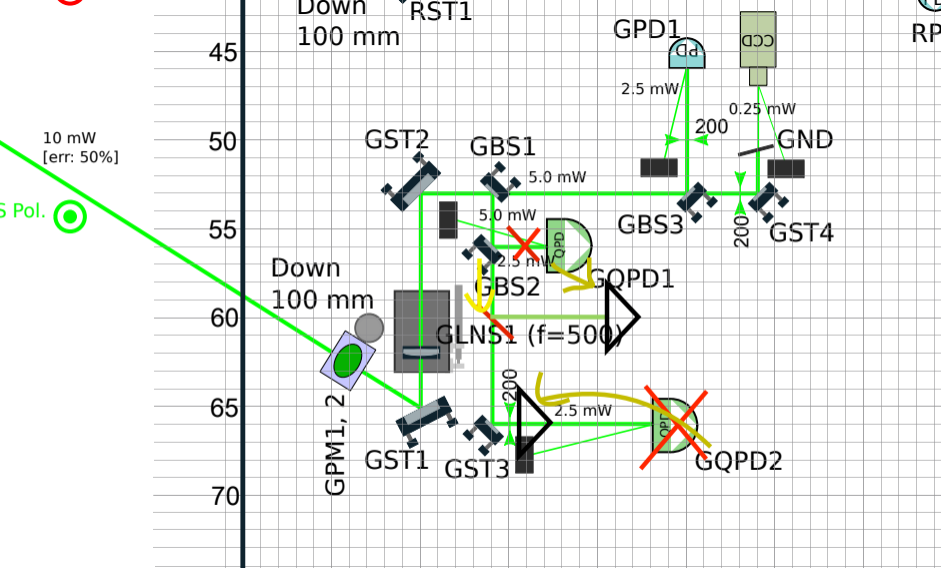 Down
100 mm
RST1
GPD1
PD
CCD
RP
45
2.5 mW
0.25 mW
200
10 mW
[err: 50%]
50
GST2
GBS1
GND
5.0 mW
S Pol.
5.0 mW
GBS3
200
GST4
55
QPD
2.5 mW
Down
100 mm
GBS2
GQPD1
60
GLNS1 (f=500)
200
65
2.5 mW
QPD
GPM1, 2
GST1
GST3
GQPD2
70